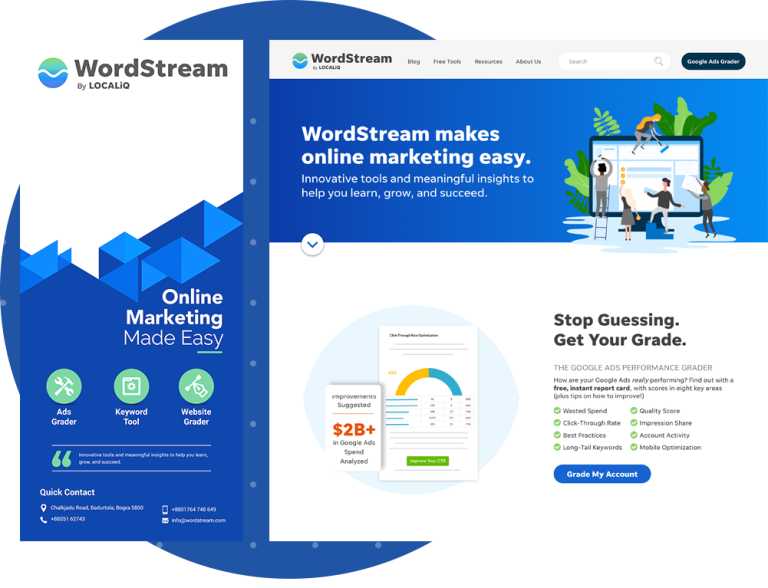 WordStream
By LOCALiQ
Online
Marketing
Made Easy
Ads
Grader
Keyword
Tool
Website
Grader
Innovative tools and meaningful insights to help you learn,
grow, and succeed.
Quick Contact
Chalkjadu Road, Badurtola, Bogra 5800
+88051 62743
+8801764 748 649
info@wordstream.com
WordStream
By LOCALiQ
Blog
Free Tools
Resources
About Us
Search
Google Ads Grader
WordStream makes
online marketing easy.
Innovative tools and meaningful insights to
help you learn, grow, and succeed.
Click-Through Rate Optimization
Improvements
Suggested
$2B+
in Google Ads
Spend
Analyzed
Improve Your CTR
Stop Guessing.
Get Your Grade.
THE GOOGLE ADS PERFORMANCE GRADER
How are your Google Ads really performing? Find out with a
free, instant report card, with scores in eight key areas
(plus tips on how to improve!)
Wasted Spend
Quality Score
Click-Through Rate
Impression Share
Best Practices
Account Activity
Long-Tail Keywords
Mobile Optimization
Grade My Account